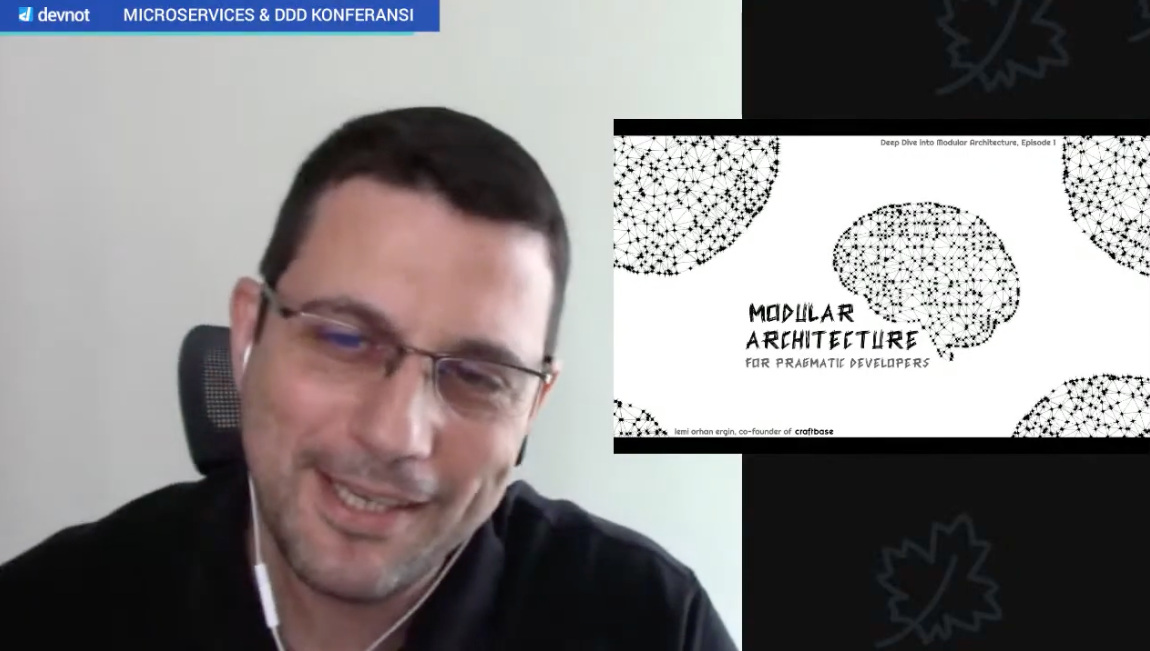 devnot MICROSERVICES & DDD KONFERANSI
Deep Dive into Modular Architecture, Episode 1
MODULAR
ARCHITECTURE
FOR PRAGMATIC DEVELOPERS
lemi orhan ergin, co-founder of craftbase